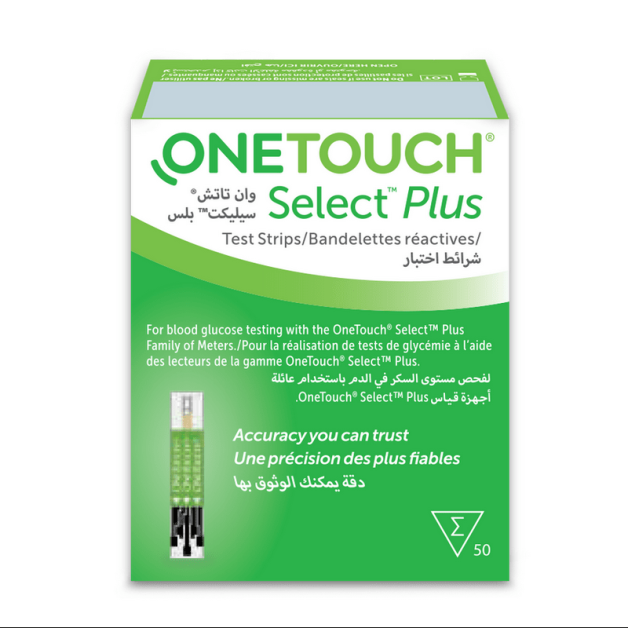 ONETOUCH®
وان تاتش®
سيليكت™ بلس
Select™ Plus
Test Strips/Bandelettes réactives/
شرائط اختبار
For blood glucose testing with the OneTouch® Select™ Plus
Family of Meters./Pour la réalisation de tests de glycémie à l'aide
des lecteurs de la gamme OneTouch® Select™ Plus.
لفحص مستوى السكر في الدم باستخدام عائلة
أجهزة قياس OneTouch® Select™ Plus.
Accuracy you can trust
Une précision des plus fiables
دقة يمكنك الوثوق بها
Σ
50